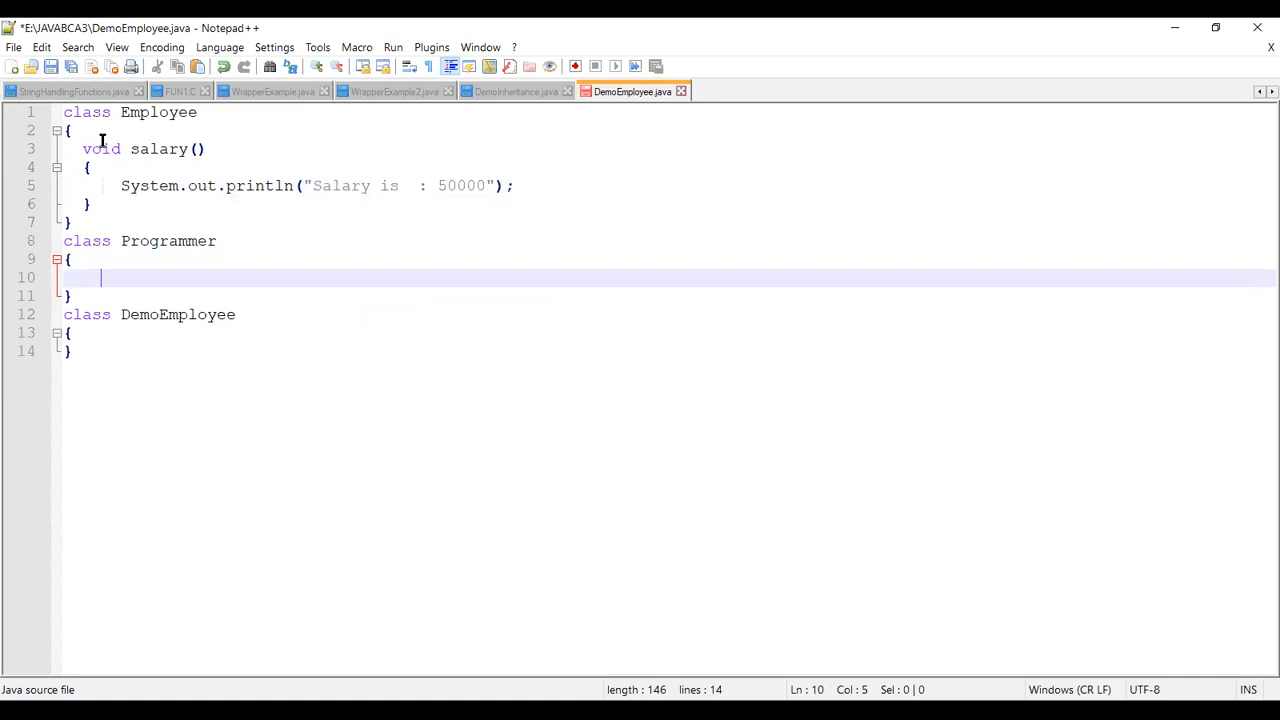 *E:\JAVABCA3\DemoEmployee.java - Notepad++
File Edit Search View Encoding Language Settings Tools Macro Run Plugins Window ? X
StringHandlingFunctions.java FUN1.C WrapperExample.java WrapperExample2.java DemoInheritance.java DemoEmployee.java
1 class Employee
2 {
3 void salary()
4 {
5 System.out.println("Salary is  : 50000");
6 }
7 }
8 class Programmer
9 {
10
11 }
12 class DemoEmployee
13 {
14 }
Java source file length : 146 lines : 14 Ln : 10 Col : 5 Sel : 0 | 0 Windows (CR LF) UTF-8 INS